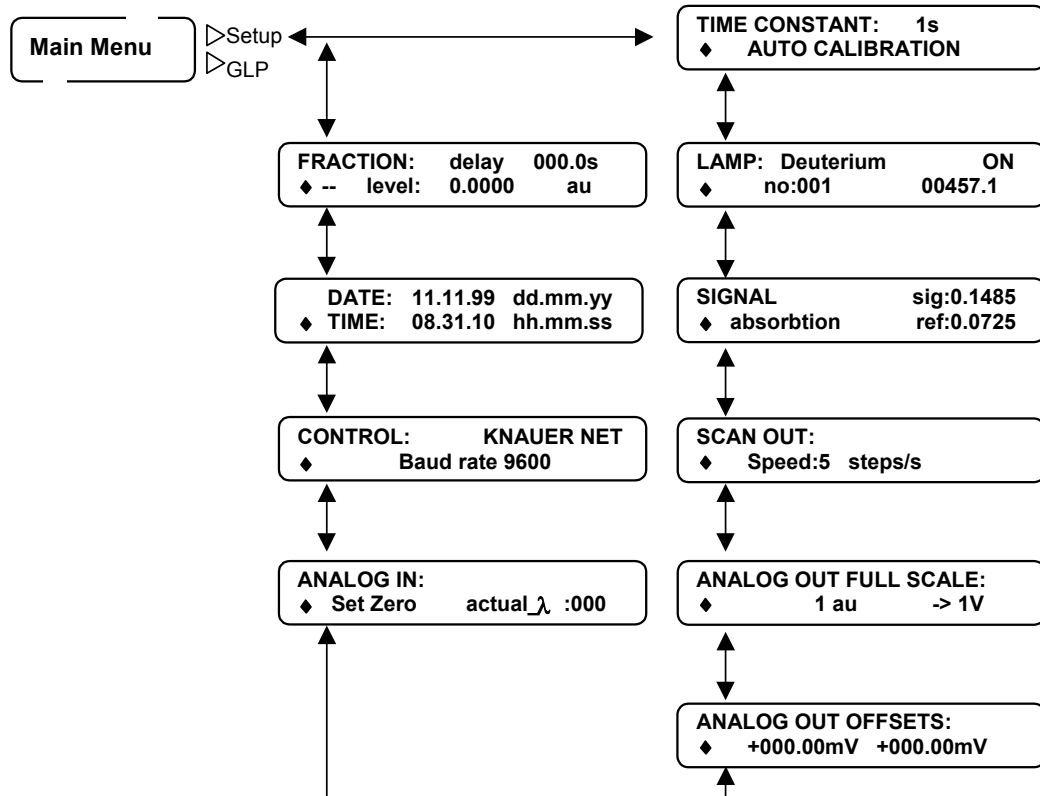 Main Menu
Setup
GLP
TIME CONSTANT: 1s
♦ AUTO CALIBRATION
FRACTION: delay 000.0s
♦ -- level: 0.0000 au
LAMP: Deuterium ON
♦ no:001 00457.1
DATE: 11.11.99 dd.mm.yy
♦ TIME: 08.31.10 hh.mm.ss
SIGNAL sig:0.1485
♦ absorbtion ref:0.0725
CONTROL: KNAUER NET
♦ Baud rate 9600
SCAN OUT:
♦ Speed:5 steps/s
ANALOG IN:
♦ Set Zero actual_λ :000
ANALOG OUT FULL SCALE:
♦ 1 au -> 1V
ANALOG OUT OFFSETS:
♦ +000.00mV +000.00mV